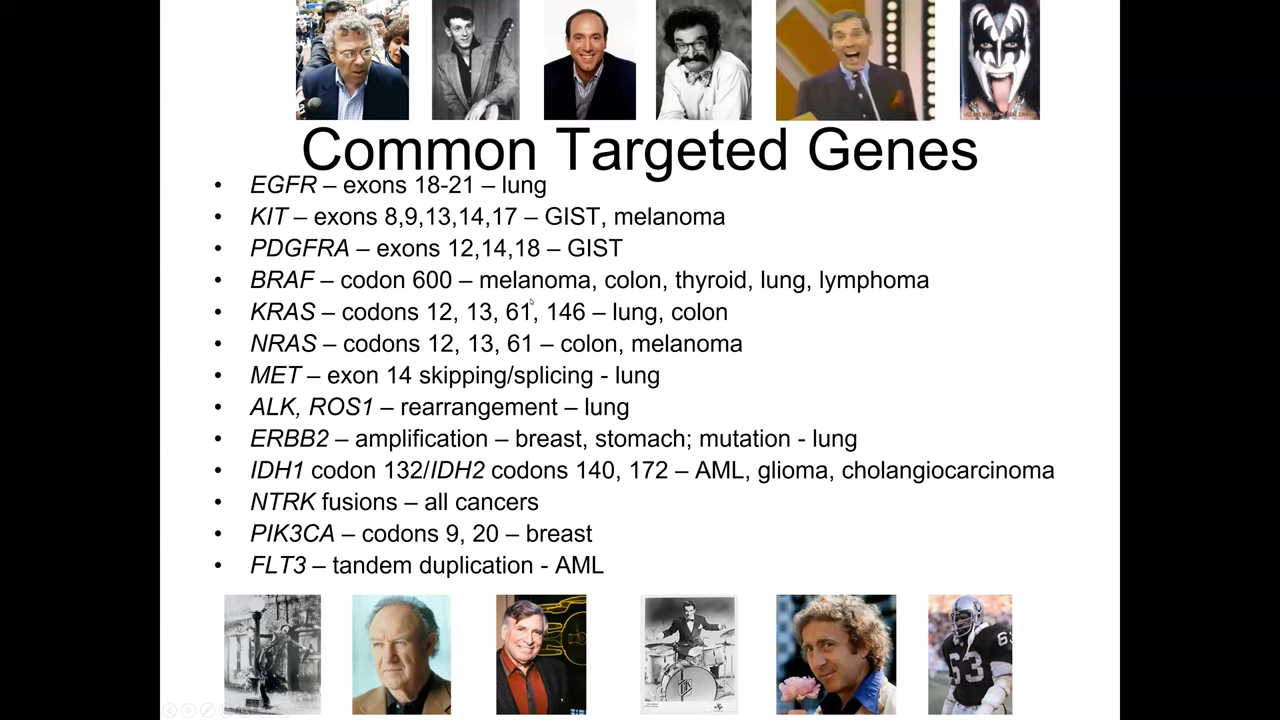 Common Targeted Genes
• EGFR – exons 18-21 – lung
• KIT – exons 8,9,13,14,17 – GIST, melanoma
• PDGFRA – exons 12,14,18 – GIST
• BRAF – codon 600 – melanoma, colon, thyroid, lung, lymphoma
• KRAS – codons 12, 13, 61, 146 – lung, colon
• NRAS – codons 12, 13, 61 – colon, melanoma
• MET – exon 14 skipping/splicing - lung
• ALK, ROS1 – rearrangement – lung
• ERBB2 – amplification – breast, stomach; mutation - lung
• IDH1 codon 132/IDH2 codons 140, 172 – AML, glioma, cholangiocarcinoma
• NTRK fusions – all cancers
• PIK3CA – codons 9, 20 – breast
• FLT3 – tandem duplication - AML
63